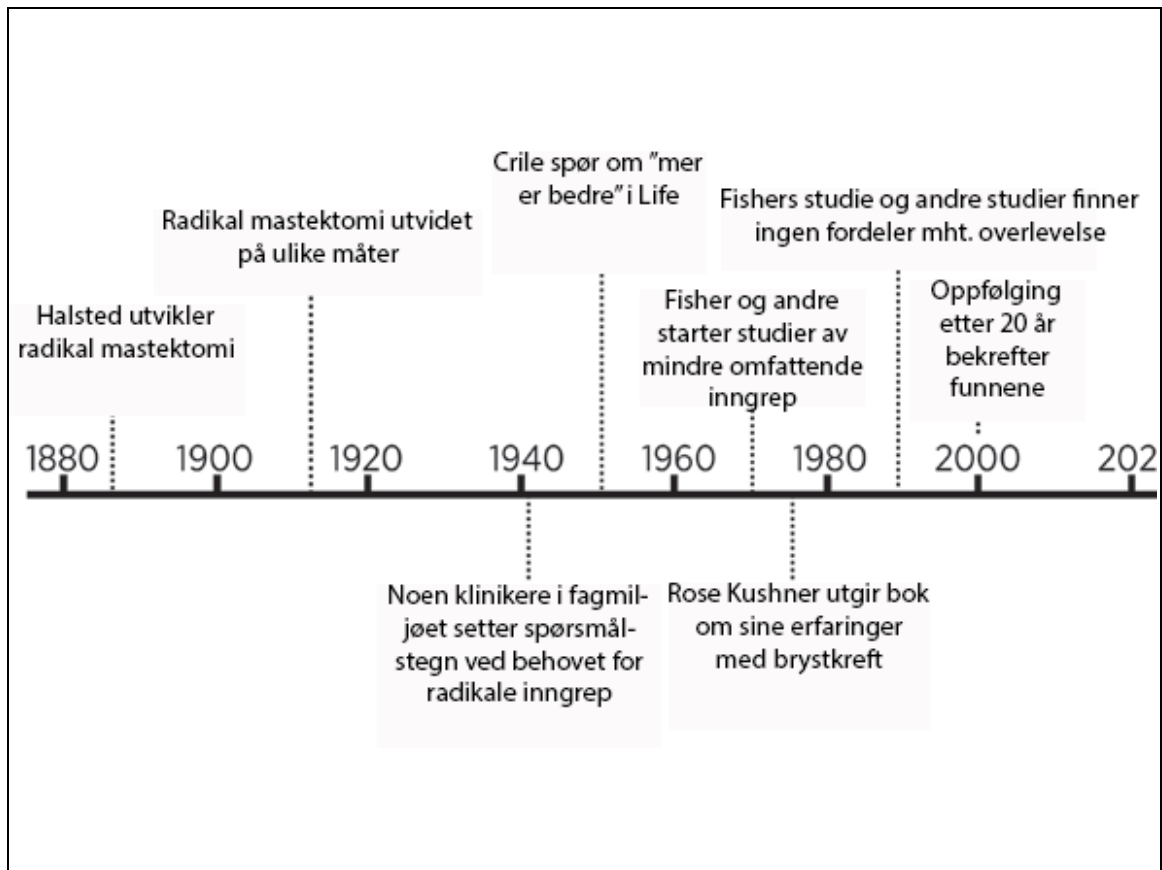 Crile spør om ”mer
er bedre” i Life
Radikal mastektomi utvidet
på ulike måter
Fishers studie og andre studier finner
ingen fordeler mht. overlevelse
Halsted utvikler
radikal mastektomi
Fisher og andre
starter studier av
mindre omfattende
inngrep
Oppfølging
etter 20 år
bekrefter
funnene
1880 1900 1920 1940 1960 1980 2000 202
Noen klinikere i fagmil-
jøet setter spørsmål-
stegn ved behovet for
radikale inngrep
Rose Kushner utgir bok
om sine erfaringer
med brystkreft